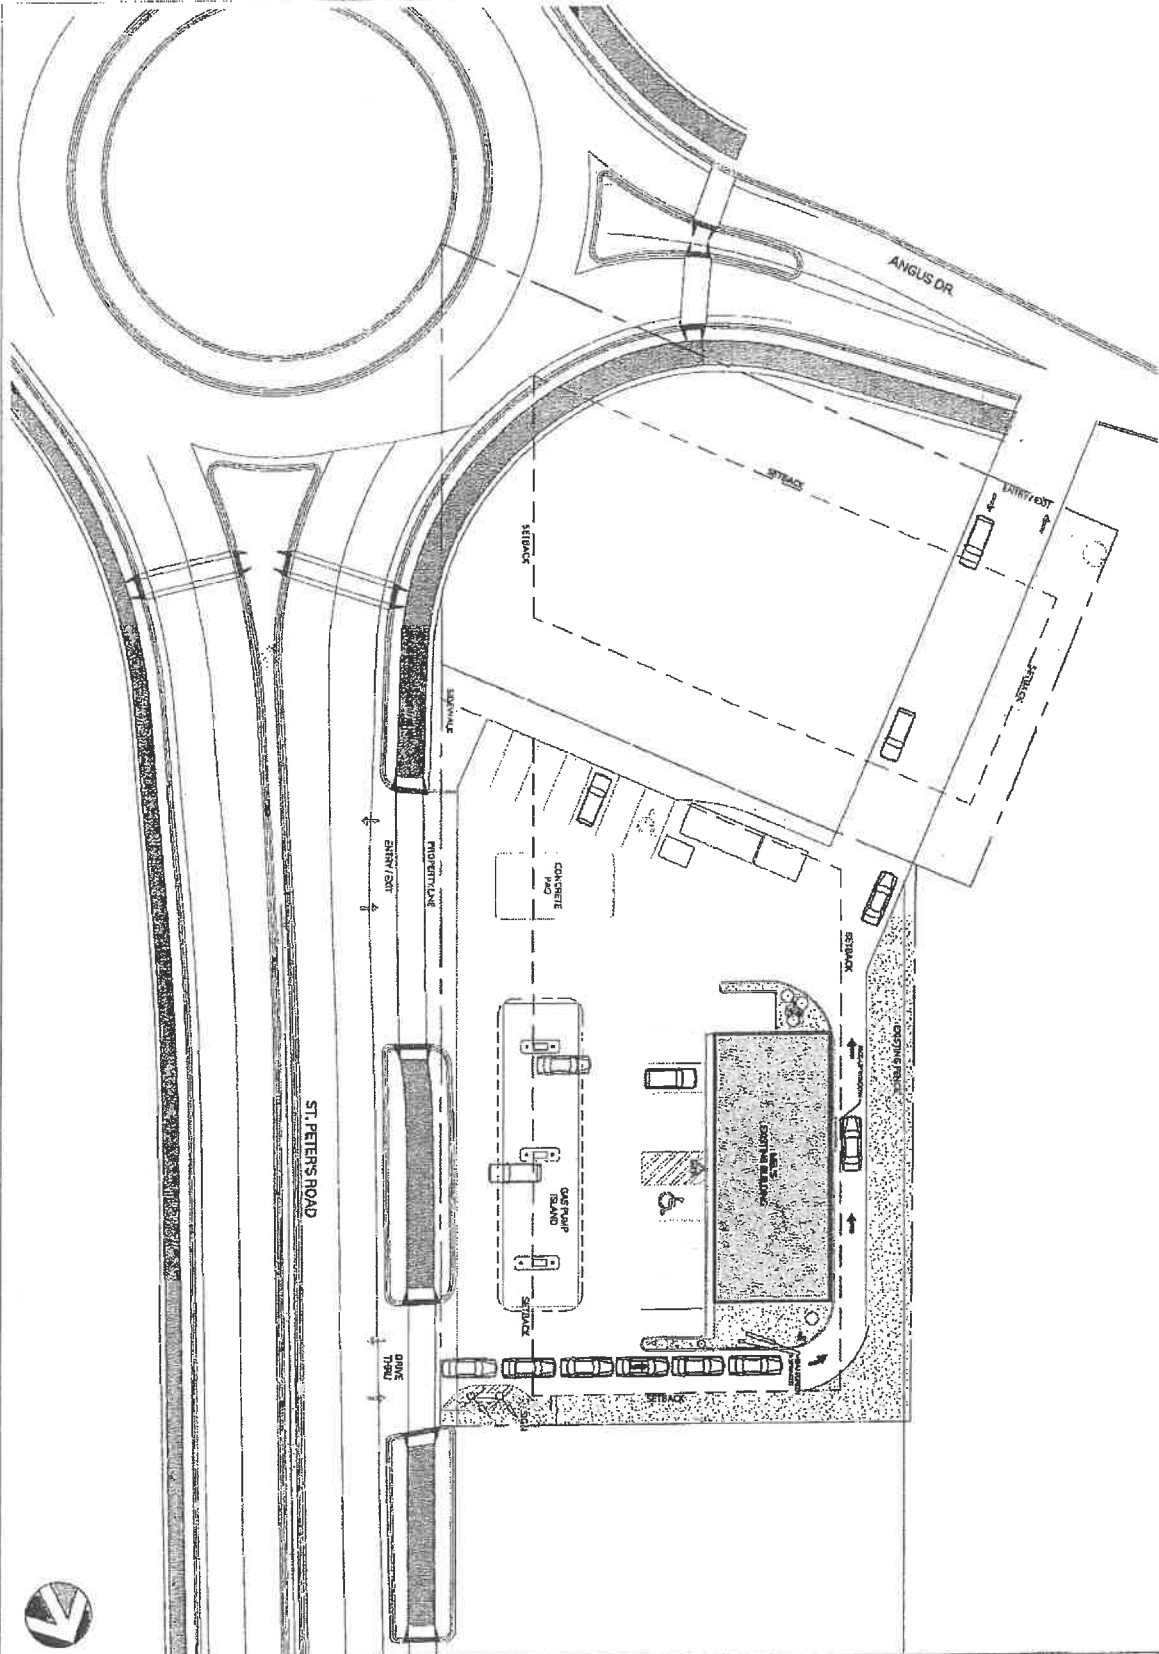 ANGUS DR
SETBACK
ENTRY / EXIT
SETBACK
SETBACK
SIDEWALK
PROPERTY LINE
ENTRY / EXIT
CONCRETE
PAD
SETBACK
EXISTING FENCE
EXISTING BUILDING
GAS PUMP
ISLAND
ST. PETER'S ROAD
SETBACK
DRIVE
THRU
SETBACK
SIGN